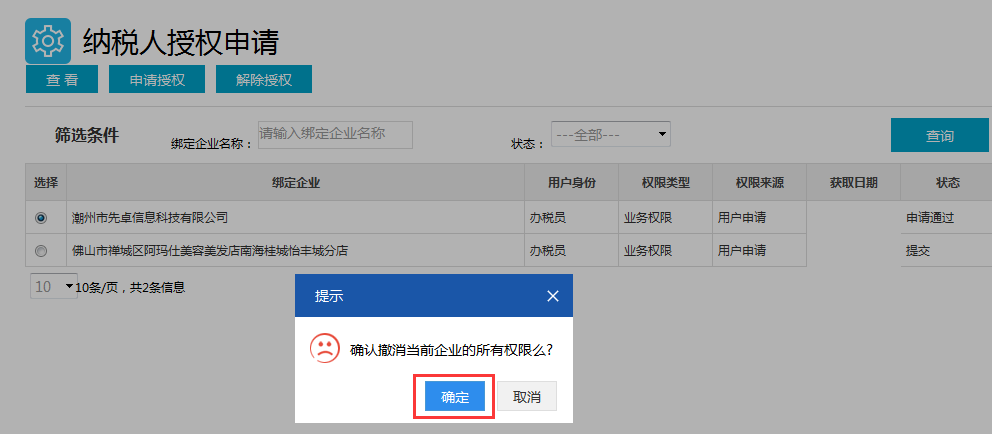 纳税人授权申请
查 看 申请授权 解除授权
筛选条件 绑定企业名称： 请输入绑定企业名称 状态： ---全部--- 查询
选择 绑定企业 用户身份 权限类型 权限来源 获取日期 状态
潮州市先卓信息科技有限公司 办税员 业务权限 用户申请 申请通过
佛山市禅城区阿玛仕美容美发店南海桂城怡丰城分店 办税员 业务权限 用户申请 提交
10 10条/页，共2条信息
提示
确认撤消当前企业的所有权限么?
确定 取消